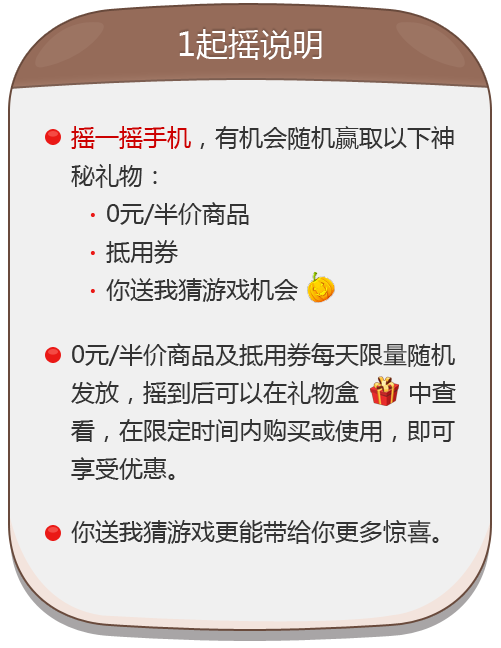 1起摇说明
摇一摇手机，有机会随机赢取以下神
秘礼物：
· 0元/半价商品
· 抵用券
· 你送我猜游戏机会
0元/半价商品及抵用券每天限量随机
发放，摇到后可以在礼物盒 中查
看，在限定时间内购买或使用，即可
享受优惠。
你送我猜游戏更能带给你更多惊喜。